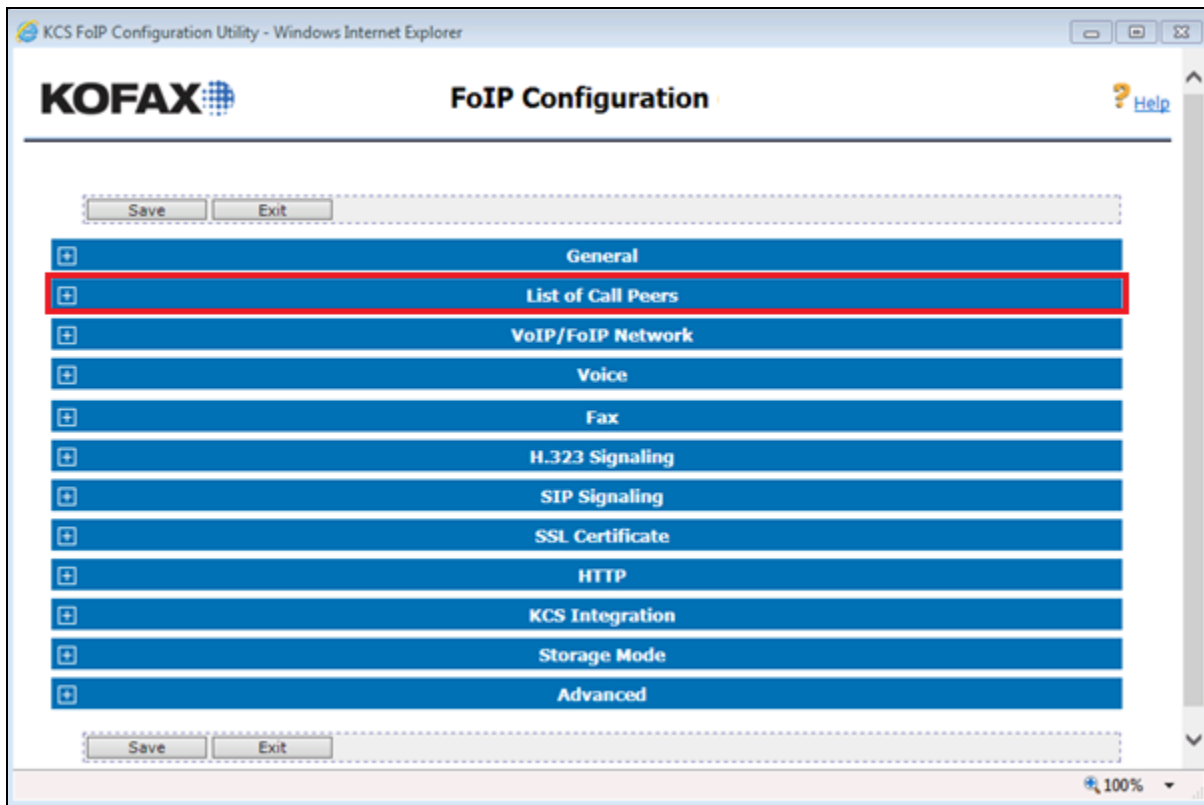 KCS FoIP Configuration Utility - Windows Internet Explorer
KOFAX FoIP Configuration ? Help
Save Exit
General
List of Call Peers
VoIP/FoIP Network
Voice
Fax
H.323 Signaling
SIP Signaling
SSL Certificate
HTTP
KCS Integration
Storage Mode
Advanced
Save Exit
100%